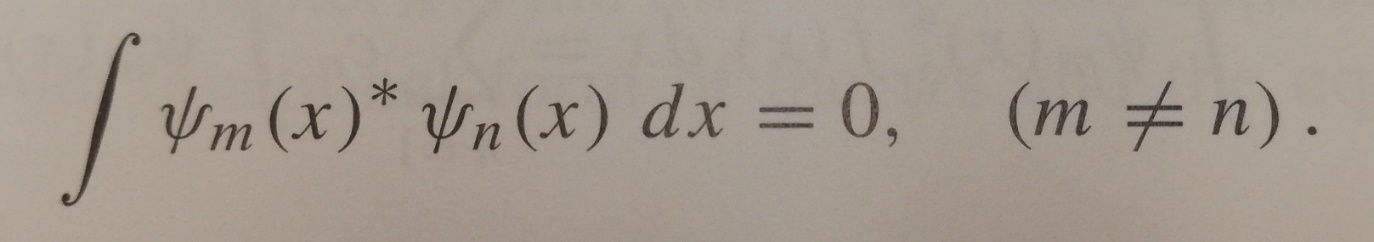 ∫ ψₘ(x)* ψₙ(x) dx = 0, (m ≠ n) .